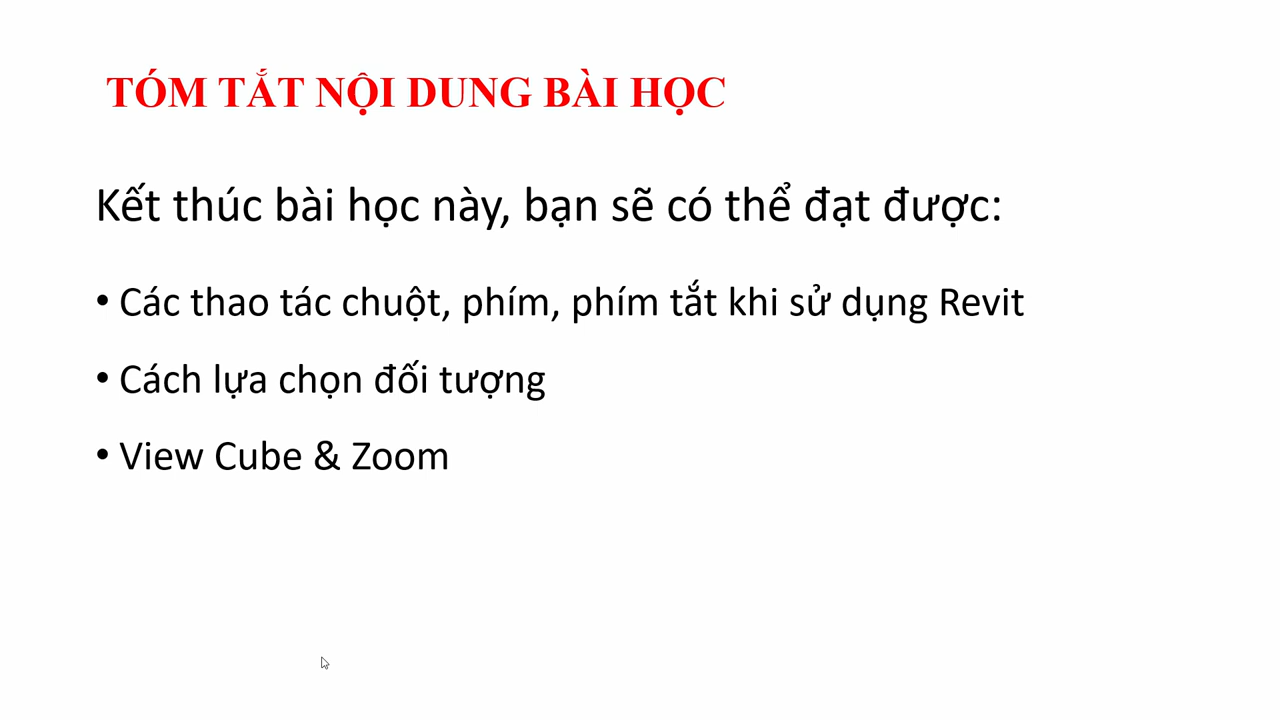 TÓM TẮT NỘI DUNG BÀI HỌC
Kết thúc bài học này, bạn sẽ có thể đạt được:
• Các thao tác chuột, phím, phím tắt khi sử dụng Revit
• Cách lựa chọn đối tượng
• View Cube & Zoom